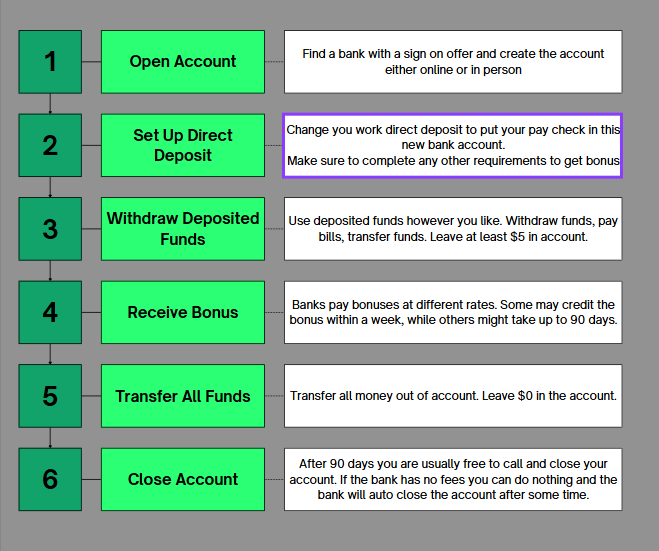 1
Open Account
Find a bank with a sign on offer and create the account
either online or in person
2
Set Up Direct
Deposit
Change you work direct deposit to put your pay check in this
new bank account.
Make sure to complete any other requirements to get bonus
3
Withdraw Deposited
Funds
Use deposited funds however you like. Withdraw funds, pay
bills, transfer funds. Leave at least $5 in account.
4
Receive Bonus
Banks pay bonuses at different rates. Some may credit the
bonus within a week, while others might take up to 90 days.
5
Transfer All Funds
Transfer all money out of account. Leave $0 in the account.
6
Close Account
After 90 days you are usually free to call and close your
account. If the bank has no fees you can do nothing and the
bank will auto close the account after some time.